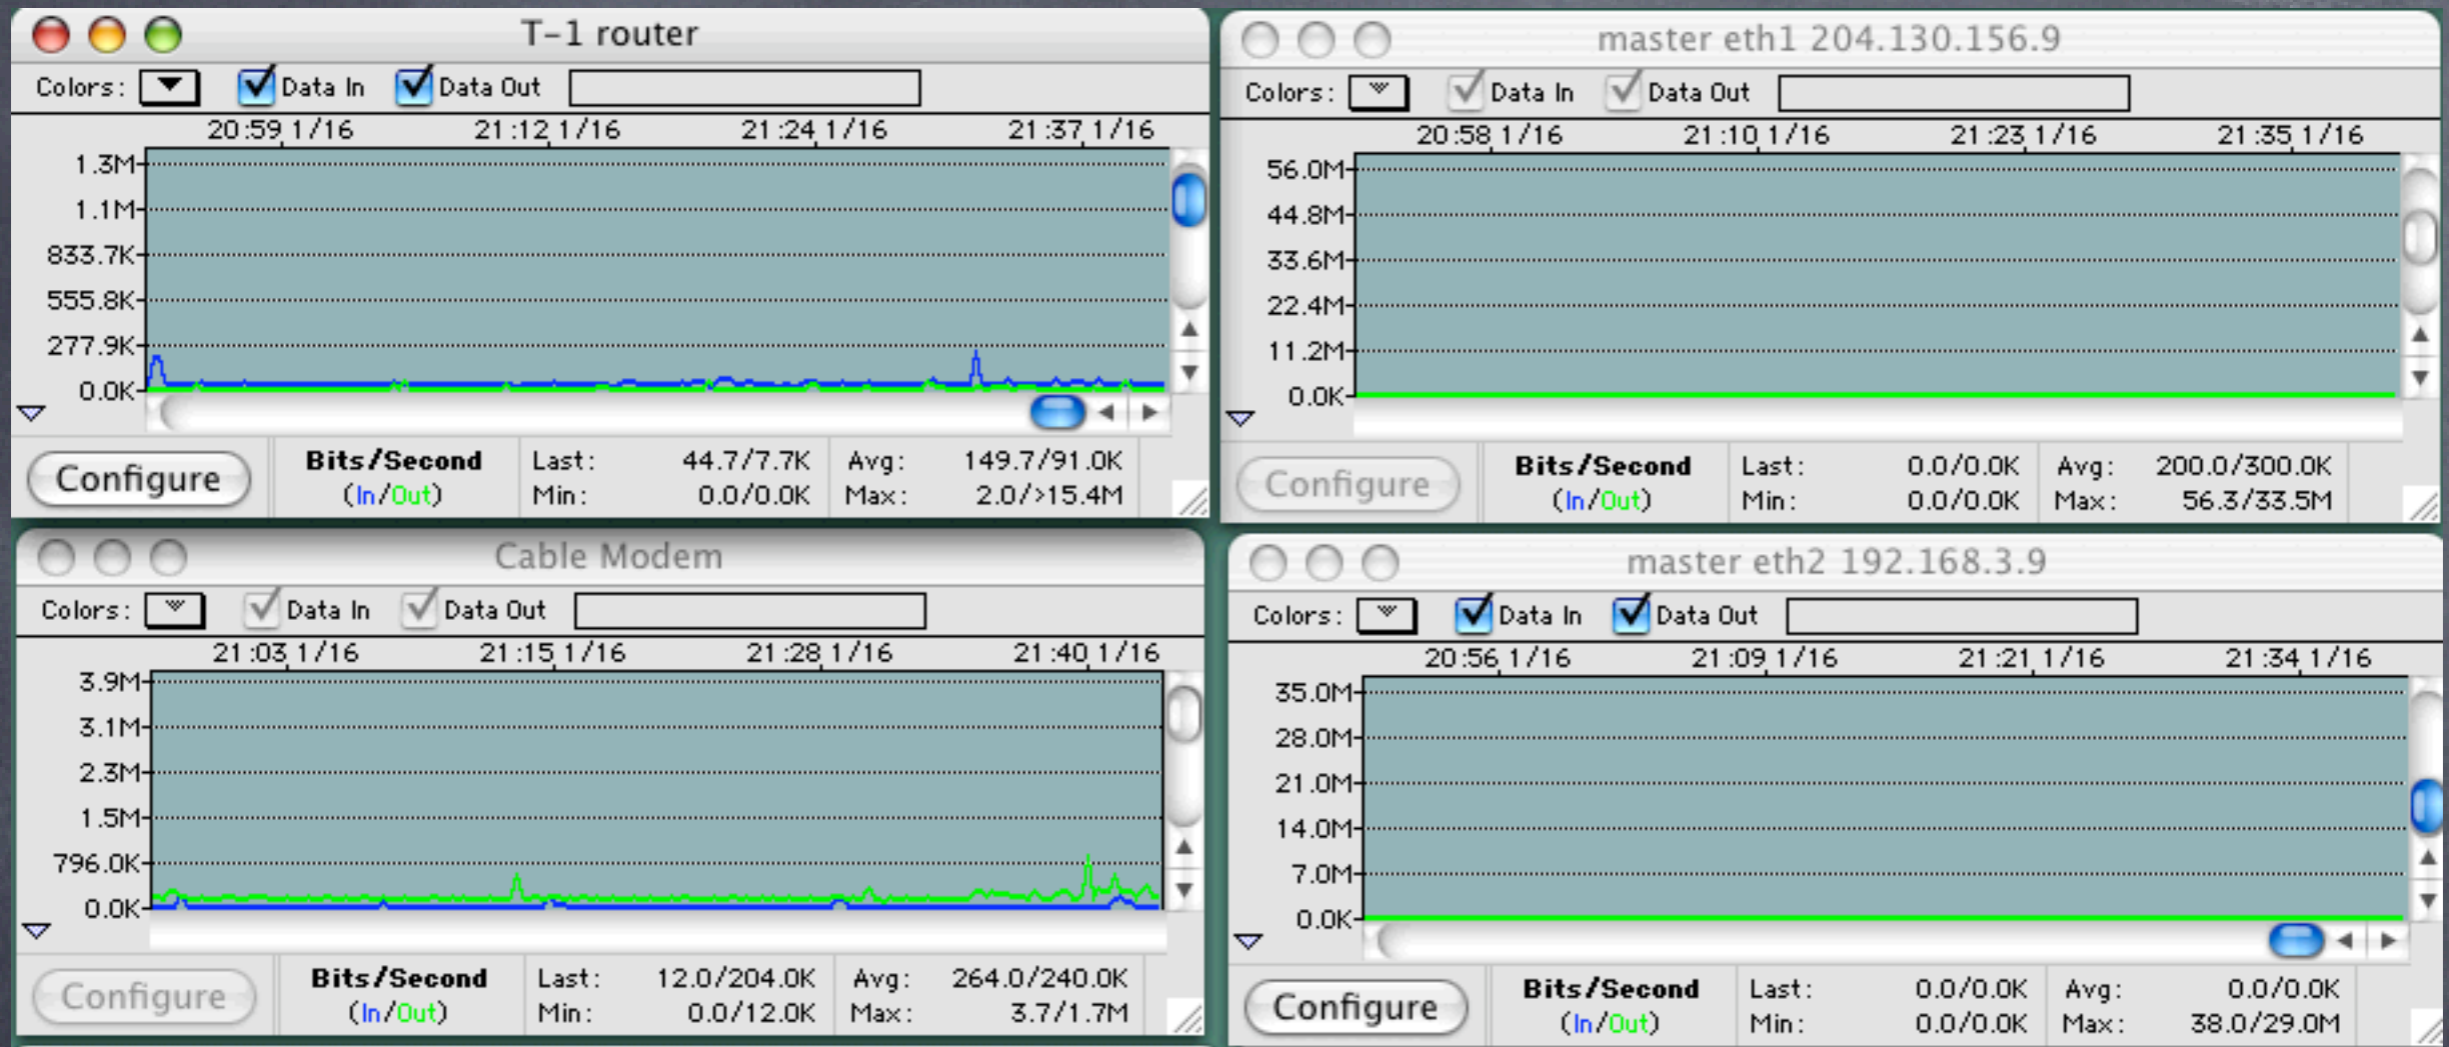 T-1 router
Colors: Data In Data Out
20:59 1/16 21:12 1/16 21:24 1/16 21:37 1/16
1.3M
1.1M
833.7K
555.8K
277.9K
0.0K
Configure
Bits/Second
(In/Out)
Last: 44.7/7.7K Avg: 149.7/91.0K
Min: 0.0/0.0K Max: 2.0/>15.4M
master eth1 204.130.156.9
Colors: Data In Data Out
20:58 1/16 21:10 1/16 21:23 1/16 21:35 1/16
56.0M
44.8M
33.6M
22.4M
11.2M
0.0K
Configure
Bits/Second
(In/Out)
Last: 0.0/0.0K Avg: 200.0/300.0K
Min: 0.0/0.0K Max: 56.3/33.5M
Cable Modem
Colors: Data In Data Out
21:03 1/16 21:15 1/16 21:28 1/16 21:40 1/16
3.9M
3.1M
2.3M
1.5M
796.0K
0.0K
Configure
Bits/Second
(In/Out)
Last: 12.0/204.0K Avg: 264.0/240.0K
Min: 0.0/12.0K Max: 3.7/1.7M
master eth2 192.168.3.9
Colors: Data In Data Out
20:56 1/16 21:09 1/16 21:21 1/16 21:34 1/16
35.0M
28.0M
21.0M
14.0M
7.0M
0.0K
Configure
Bits/Second
(In/Out)
Last: 0.0/0.0K Avg: 0.0/0.0K
Min: 0.0/0.0K Max: 38.0/29.0M